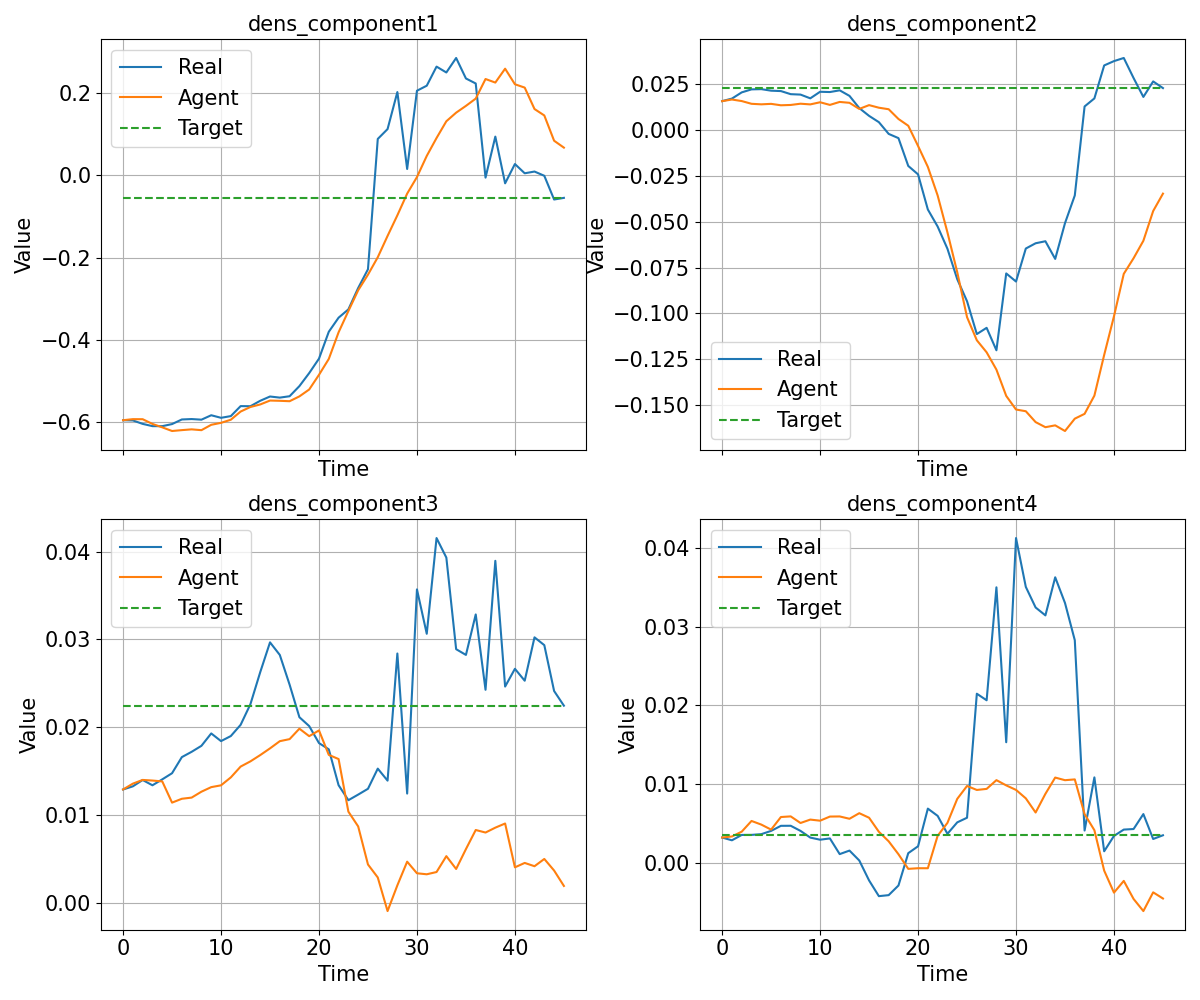 dens_component1
Real
Agent
Target
0.2
0.0
−0.2
−0.4
−0.6
Value
Time
dens_component2
0.025
0.000
−0.025
−0.050
−0.075
−0.100
−0.125
−0.150
Value
Real
Agent
Target
Time
dens_component3
Real
Agent
Target
0.04
0.03
0.02
0.01
0.00
Value
0 10 20 30 40
Time
dens_component4
Real
Agent
Target
0.04
0.03
0.02
0.01
0.00
Value
0 10 20 30 40
Time